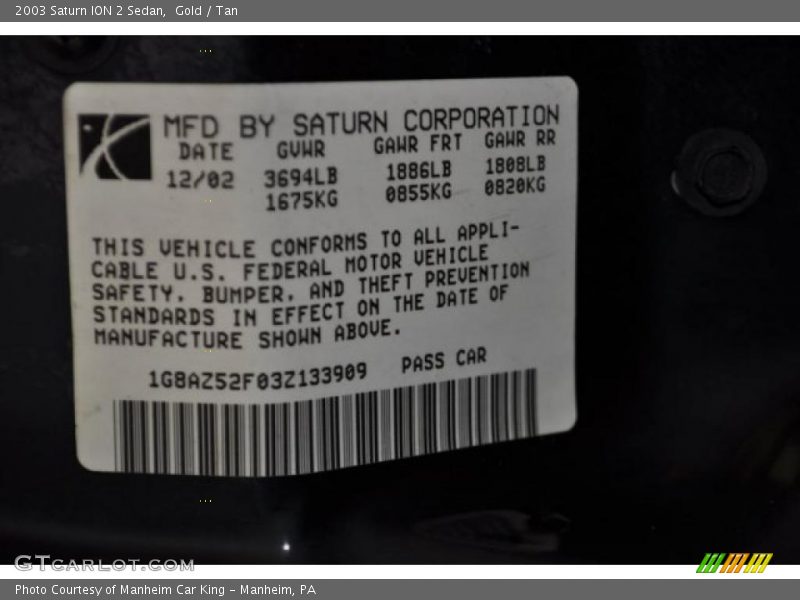 2003 Saturn ION 2 Sedan,  Gold / Tan
MFD BY SATURN CORPORATION
DATE GVWR GAWR FRT GAWR RR
12/02 3694LB 1886LB 1808LB
1675KG 0855KG 0820KG
THIS VEHICLE CONFORMS TO ALL APPLI-
CABLE U.S. FEDERAL MOTOR VEHICLE
SAFETY, BUMPER, AND THEFT PREVENTION
STANDARDS IN EFFECT ON THE DATE OF
MANUFACTURE SHOWN ABOVE.
1G8AZ52F03Z133909 PASS CAR
GTCARLOT.COM
Photo Courtesy of Manheim Car King - Manheim, PA